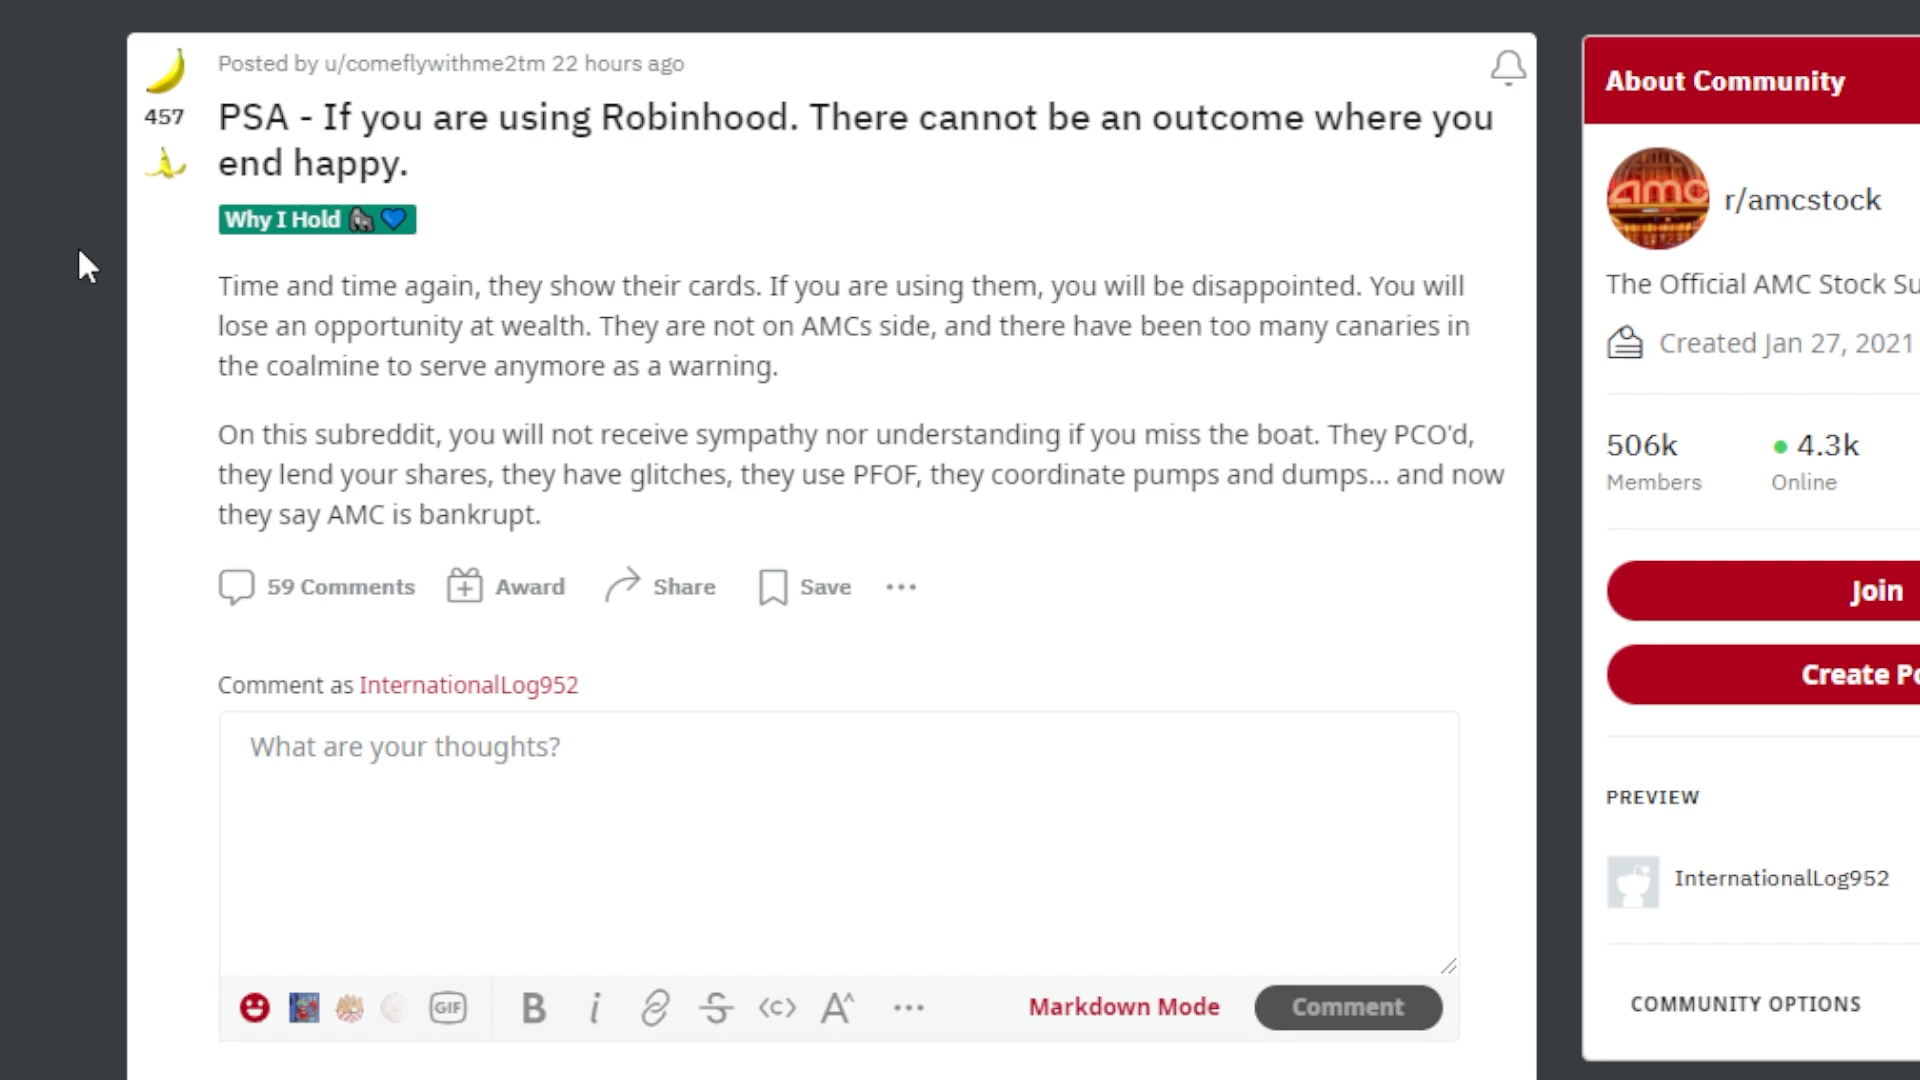 Posted by u/comeflywithme2tm 22 hours ago
457
PSA - If you are using Robinhood. There cannot be an outcome where you
end happy.
Why I Hold 🦍 💙
Time and time again, they show their cards. If you are using them, you will be disappointed. You will
lose an opportunity at wealth. They are not on AMCs side, and there have been too many canaries in
the coalmine to serve anymore as a warning.
On this subreddit, you will not receive sympathy nor understanding if you miss the boat. They PCO'd,
they lend your shares, they have glitches, they use PFOF, they coordinate pumps and dumps... and now
they say AMC is bankrupt.
59 Comments Award Share Save
Comment as InternationalLog952
What are your thoughts?
GIF B i A Markdown Mode Comment
About Community
amc
r/amcstock
The Official AMC Stock Su
Created Jan 27, 2021
506k 4.3k
Members Online
Join
Create Po
PREVIEW
InternationalLog952
COMMUNITY OPTIONS